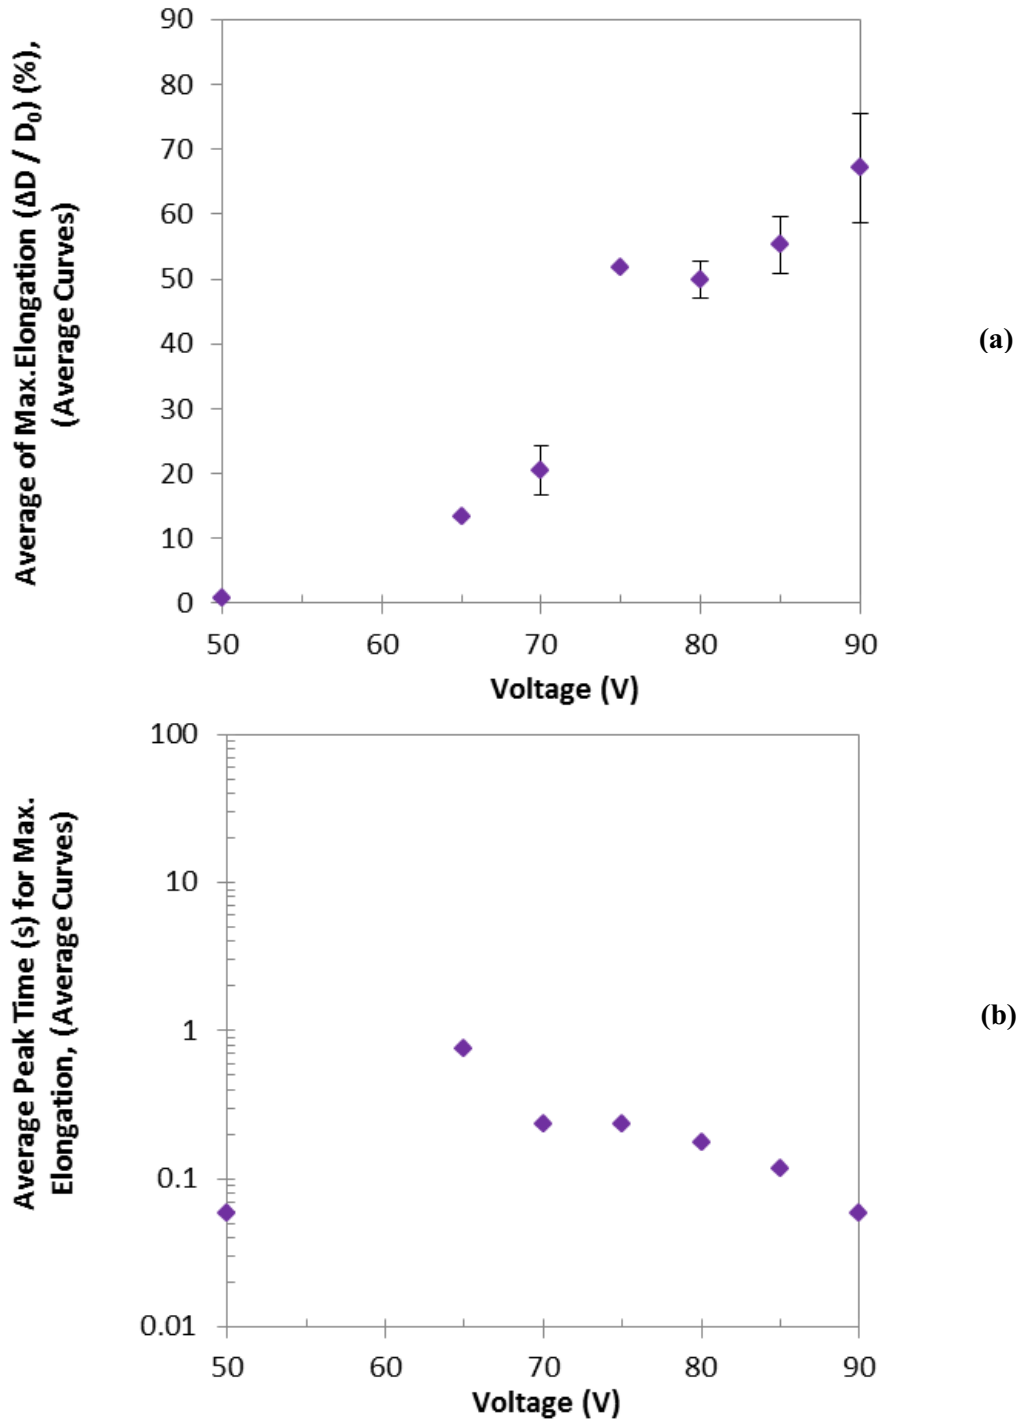 Average of Max.Elongation (ΔD / D₀) (%),
(Average Curves)
90
80
70
60
50
40
30
20
10
0
50 60 70 80 90
Voltage (V)
(a)
Average Peak Time (s) for Max.
Elongation, (Average Curves)
100
10
1
0.1
0.01
50 60 70 80 90
Voltage (V)
(b)